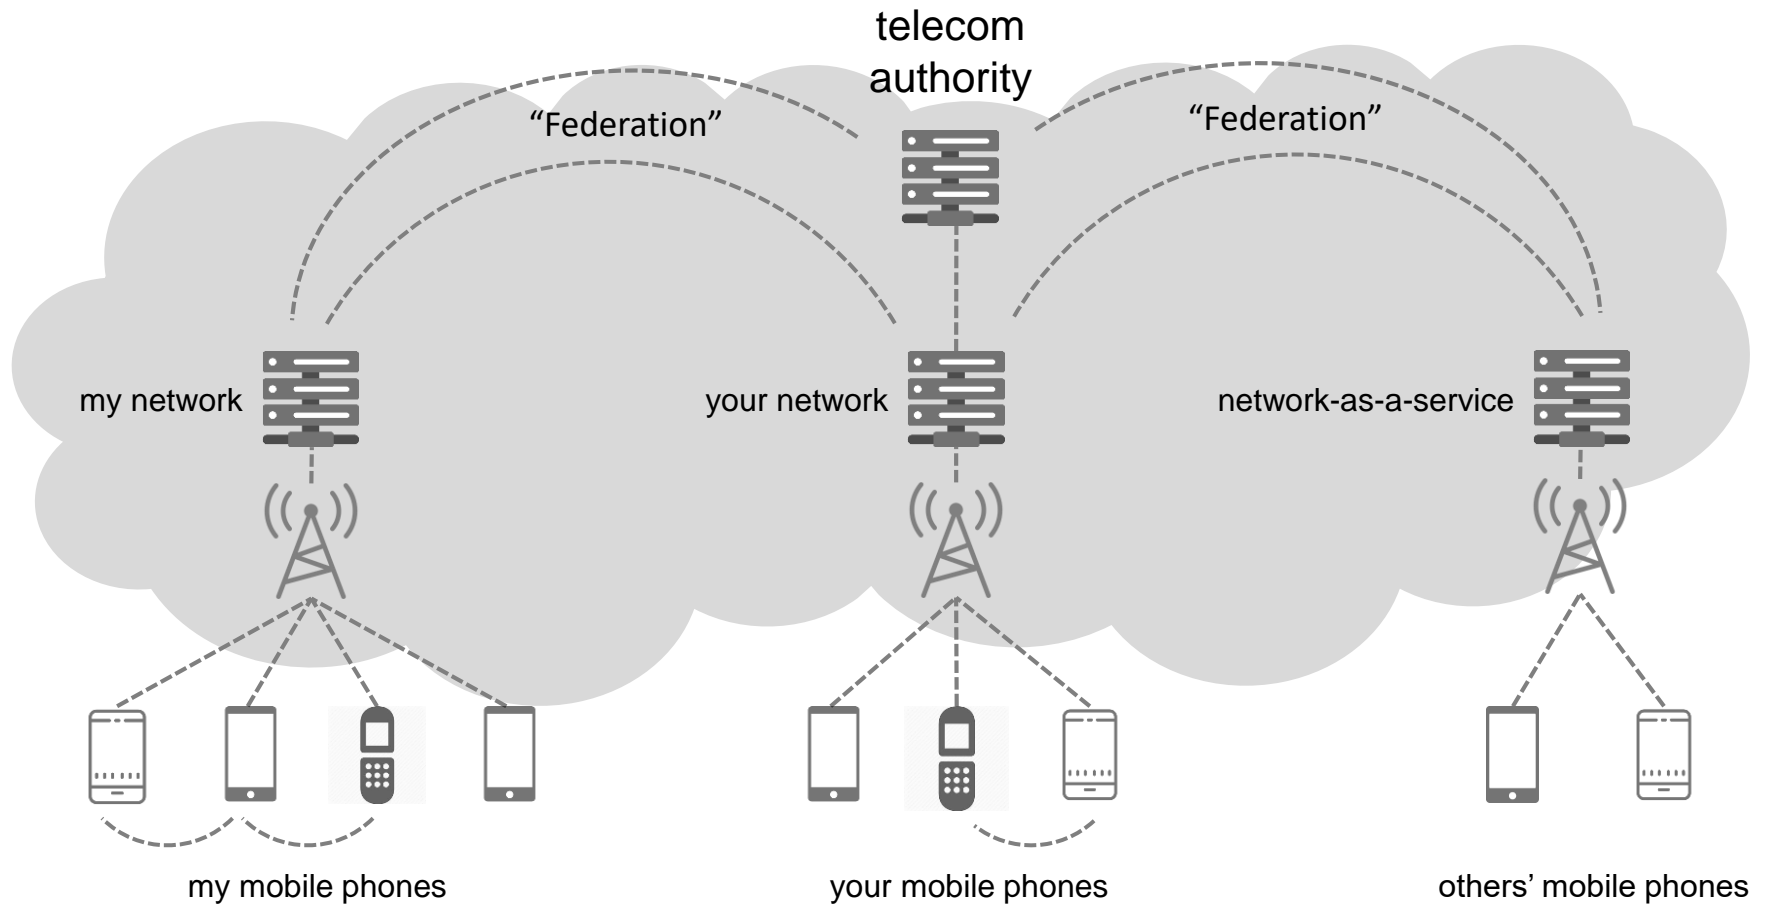 telecom
authority
“Federation”
“Federation”
my network
your network
network-as-a-service
my mobile phones
your mobile phones
others’ mobile phones